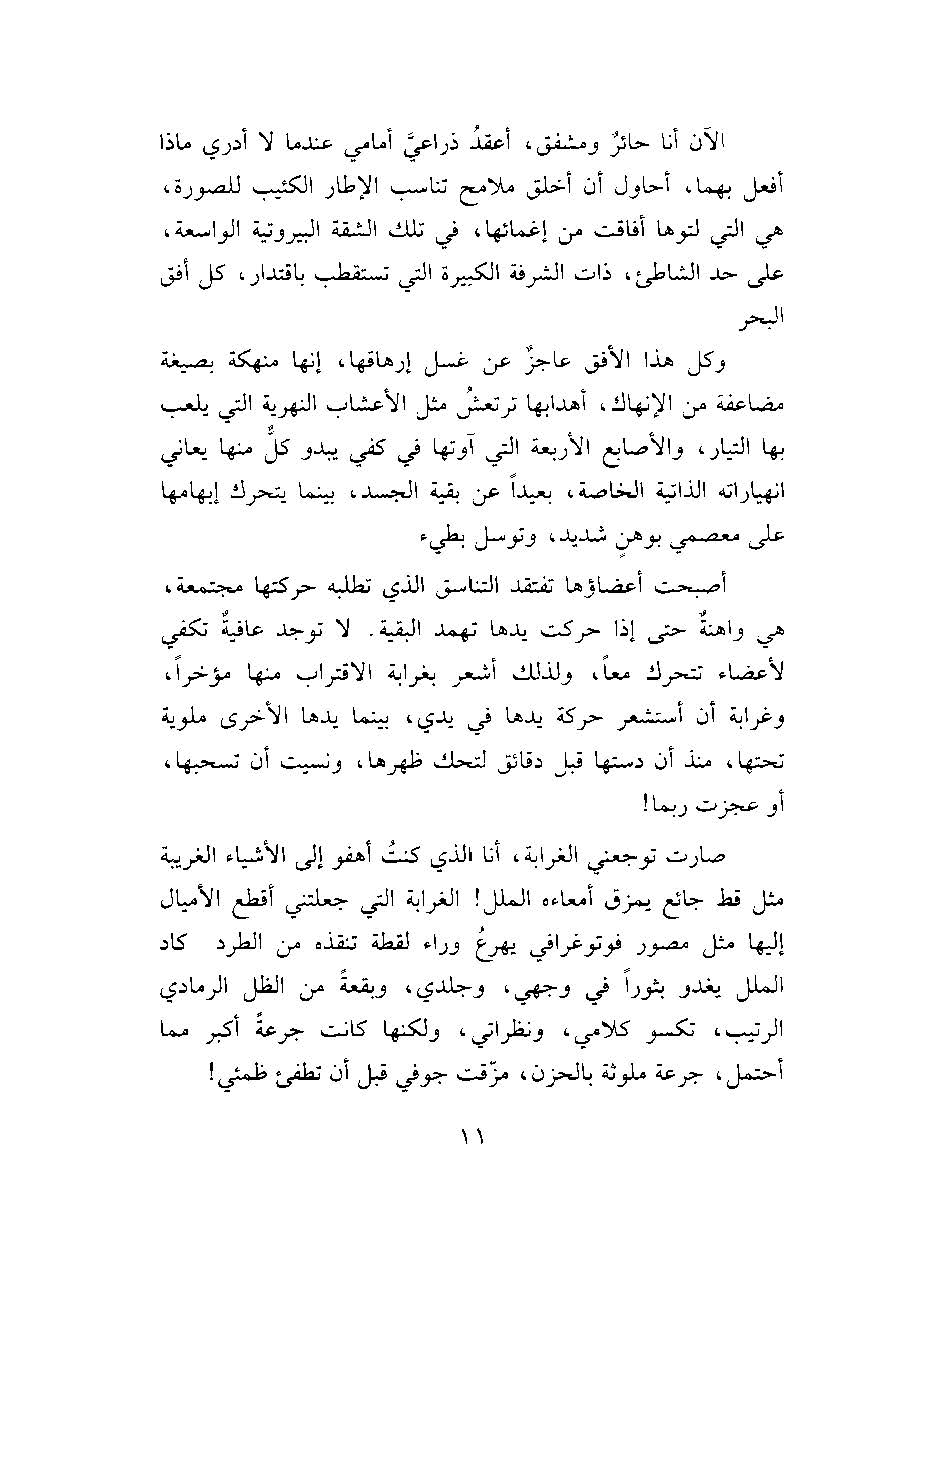 الآن أنا حائرٌ ومشفق، أعقدُ ذراعيَّ أمامي عندما لا أدري ماذا
أفعل بهما، أحاول أن أخلق ملامح تناسب الإطار الكئيب للصورة،
هي التي لتوها أفاقت من إغمائها، في تلك الشقة البيروتية الواسعة،
على حد الشاطئ، ذات الشرفة الكبيرة التي تستقطب باقتدار، كل أفق
البحر
وكل هذا الأفق عاجزٌ عن غسل إرهاقها، إنها منهكة بصيغة
مضاعفة من الإنهاك، أهدابها ترتعشُ مثل الأعشاب النهرية التي يلعب
بها التيار، والأصابع الأربعة التي آوتها في كفي يبدو كلٌّ منها يعاني
انهياراته الذاتية الخاصة، بعيداً عن بقية الجسد، بينما يتحرك إبهامها
على معصمي بوهنٍ شديد، وتوسل بطيء
أصبحت أعضاؤها تفتقد التناسق الذي تطلبه حركتها مجتمعة،
هي واهنةٌ حتى إذا حركت يدها تهمد البقية. لا توجد عافيةٌ تكفي
لأعضاء تتحرك معاً، ولذلك أشعر بغرابة الاقتراب منها مؤخراً،
وغرابة أن أستشعر حركة يدها في يدي، بينما يدها الأخرى ملوية
تحتها، منذ أن دستها قبل دقائق لتحك ظهرها، ونسيت أن تسحبها،
أو عجزت ربما!
صارت توجعني الغرابة، أنا الذي كنتُ أهفو إلى الأشياء الغريبة
مثل قط جائع يمزق أمعاءه الملل! الغرابة التي جعلتني أقطع الأميال
إليها مثل مصور فوتوغرافي يهرعُ وراء لقطة تنقذه من الطرد كاد
الملل يغدو بثوراً في وجهي، وجلدي، وبقعةً من الظل الرمادي
الرتيب، تكسو كلامي، ونظراتي، ولكنها كانت جرعةً أكبر مما
أحتمل، جرعة ملوثة بالحزن، مزّقت جوفي قبل أن تطفئ ظمئي!
١١